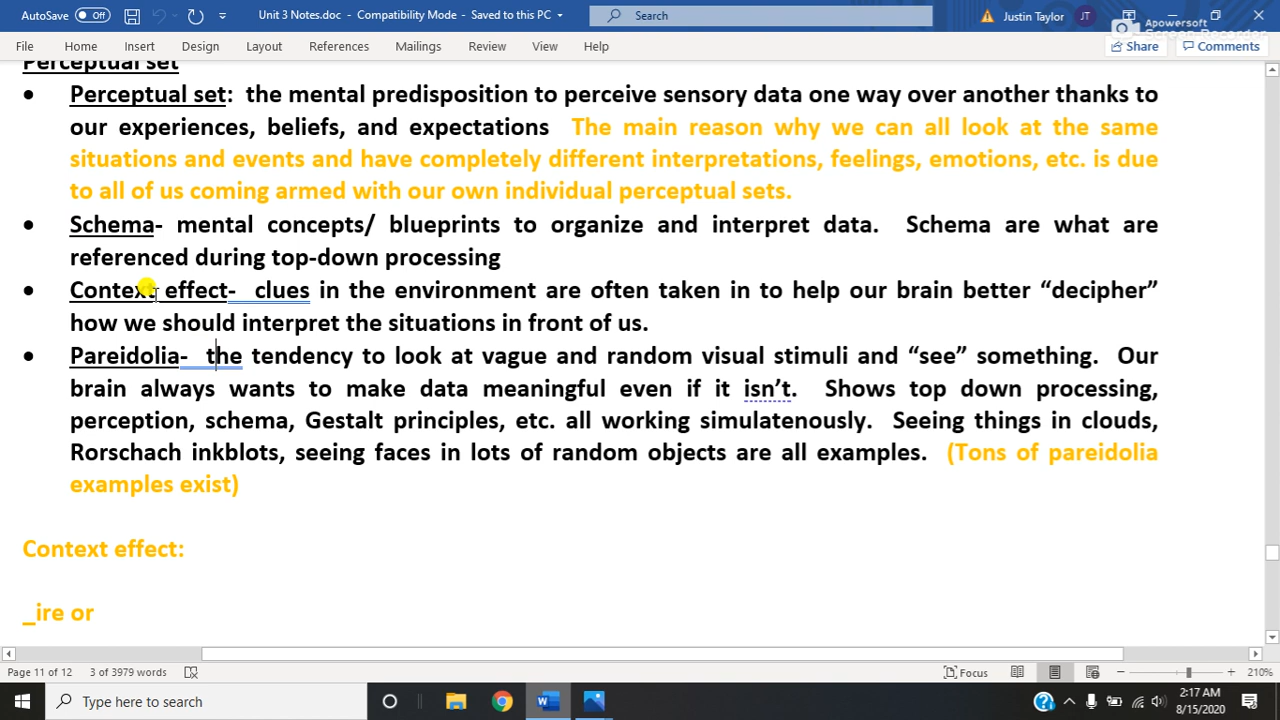 AutoSave Off Unit 3 Notes.doc - Compatibility Mode - Saved to this PC Search Justin Taylor JT
Apowersoft
Screen Recorder
File Home Insert Design Layout References Mailings Review View Help Share Comments
Perceptual set
• Perceptual set: the mental predisposition to perceive sensory data one way over another thanks to
our experiences, beliefs, and expectations The main reason why we can all look at the same
situations and events and have completely different interpretations, feelings, emotions, etc. is due
to all of us coming armed with our own individual perceptual sets.
• Schema- mental concepts/ blueprints to organize and interpret data. Schema are what are
referenced during top-down processing
• Context effect- clues in the environment are often taken in to help our brain better “decipher”
how we should interpret the situations in front of us.
• Pareidolia- the tendency to look at vague and random visual stimuli and “see” something. Our
brain always wants to make data meaningful even if it isn’t. Shows top down processing,
perception, schema, Gestalt principles, etc. all working simulatenously. Seeing things in clouds,
Rorschach inkblots, seeing faces in lots of random objects are all examples. (Tons of pareidolia
examples exist)
Context effect:
_ire or
Page 11 of 12 3 of 3979 words Focus 210%
Type here to search 2:17 AM
8/15/2020